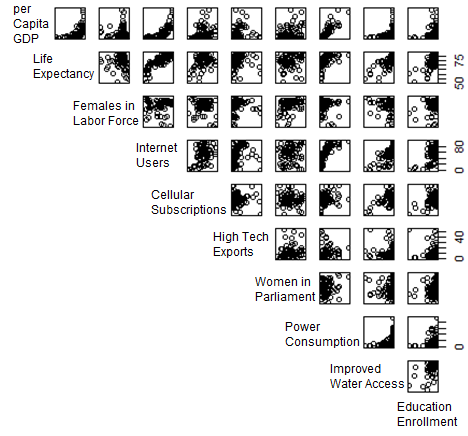 per
Capita
GDP
Life
Expectancy
50 75
Females in
Labor Force
Internet
Users
0 80
Cellular
Subscriptions
High Tech
Exports
0 40
Women in
Parliament
Power
Consumption
0
Improved
Water Access
Education
Enrollment